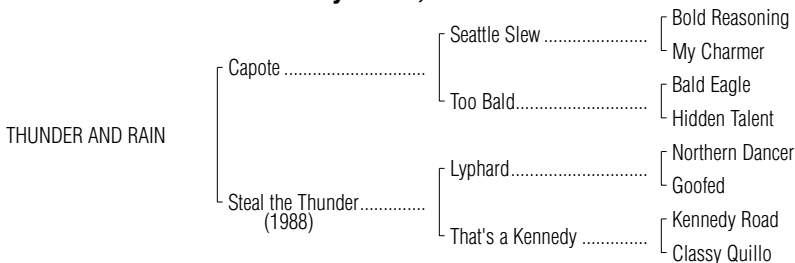 Bold Reasoning
Seattle Slew ......................
My Charmer
Capote .............................
Bald Eagle
Too Bald...........................
Hidden Talent
THUNDER AND RAIN
Northern Dancer
Lyphard............................
Goofed
Steal the Thunder..............
(1988)
Kennedy Road
That's a Kennedy ..............
Classy Quillo